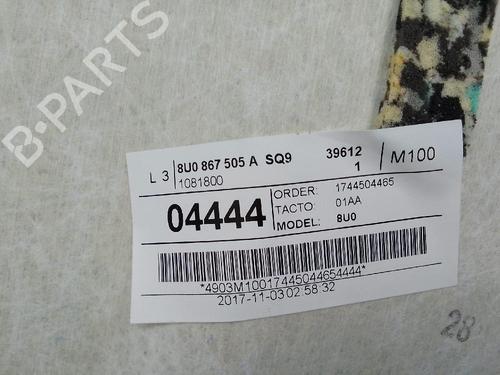 B-PARTS
L 3 8U0 867 505 A SQ9 39612
1081800 1 M100
04444
ORDER: 1744504465
TACTO: 01AA
MODEL: 8U0
*4903M10017445044654444*
2017-11-03 02:58:32
28